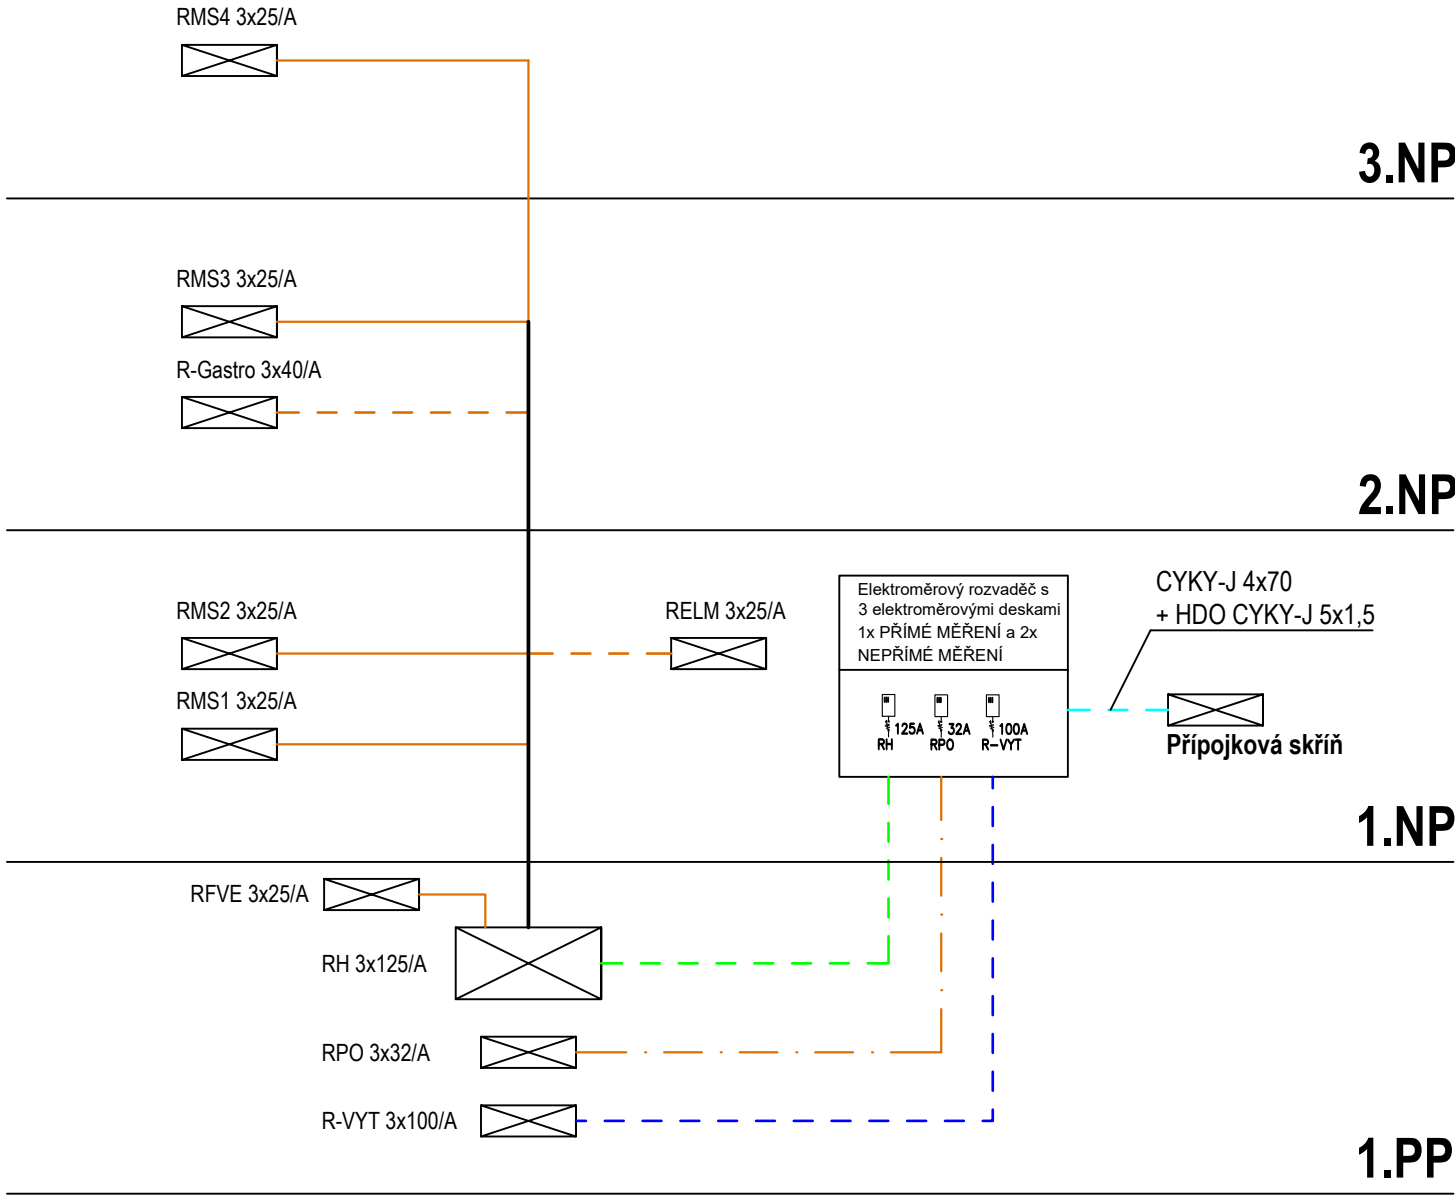 RMS4 3x25/A
3.NP
RMS3 3x25/A
R-Gastro 3x40/A
2.NP
RMS2 3x25/A
RELM 3x25/A
RMS1 3x25/A
Elektroměrový rozvaděč s
3 elektroměrovými deskami
1x PŘÍMÉ MĚŘENÍ a 2x
NEPŘÍMÉ MĚŘENÍ
125A
RH
32A
RPO
100A
R-VYT
CYKY-J 4x70
+ HDO CYKY-J 5x1,5
Přípojková skříň
1.NP
RFVE 3x25/A
RH 3x125/A
RPO 3x32/A
R-VYT 3x100/A
1.PP